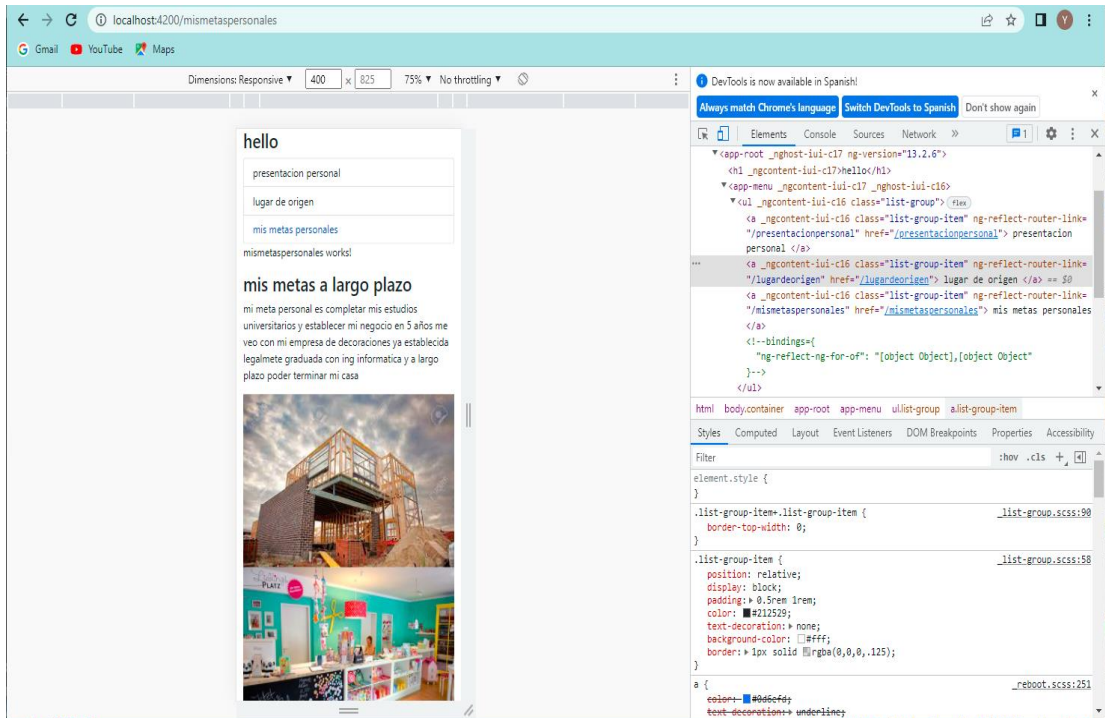 localhost:4200/mismetaspersonales
Y
Gmail YouTube Maps
Dimensions: Responsive ▼ 400 x 825 75% ▼ No throttling ▼
DevTools is now available in Spanish!
Always match Chrome's language Switch DevTools to Spanish Don't show again
Elements Console Sources Network » 1
hello
presentacion personal
lugar de origen
mis metas personales
mismetaspersonales works!
mis metas a largo plazo
mi meta personal es completar mis estudios
universitarios y establecer mi negocio en 5 años me
veo con mi empresa de decoraciones ya establecida
legalmete graduada con ing informatica y a largo
plazo poder terminar mi casa
PLATZ
▼<app-root _nghost-iui-c17 ng-version="13.2.6">
<h1 _ngcontent-iui-c17>hello</h1>
▼<app-menu _ngcontent-iui-c17 _nghost-iui-c16>
▼<ul _ngcontent-iui-c16 class="list-group"> flex
<a _ngcontent-iui-c16 class="list-group-item" ng-reflect-router-link=
"/presentacionpersonal" href="/presentacionpersonal"> presentacion
personal </a>
... <a _ngcontent-iui-c16 class="list-group-item" ng-reflect-router-link=
"/lugardeorigen" href="/lugardeorigen"> lugar de origen </a> == $0
<a _ngcontent-iui-c16 class="list-group-item" ng-reflect-router-link=
"/mismetaspersonales" href="/mismetaspersonales"> mis metas personales
</a>
<!--bindings={
"ng-reflect-ng-for-of": "[object Object],[object Object"
}-->
</ul>
html body.container app-root app-menu ul.list-group a.list-group-item
Styles Computed Layout Event Listeners DOM Breakpoints Properties Accessibility
Filter :hov .cls +
element.style {
}
.list-group-item+.list-group-item { _list-group.scss:90
border-top-width: 0;
}
.list-group-item { _list-group.scss:58
position: relative;
display: block;
padding: ▶ 0.5rem 1rem;
color: #212529;
text-decoration: ▶ none;
background-color: #fff;
border: ▶ 1px solid rgba(0,0,0,.125);
}
a { _reboot.scss:251
color: #0d6efd;
text-decoration: ▶ underline;